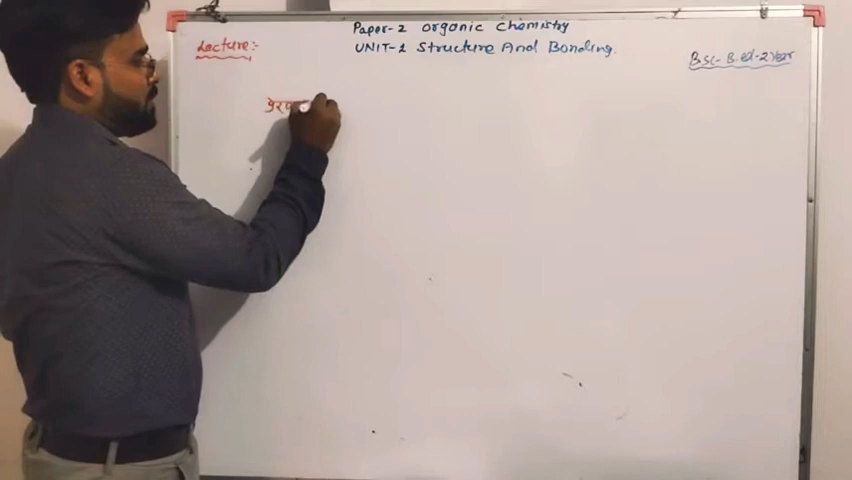 Lecture:-
Paper-2 Organic Chemistry
UNIT-1 Structure And Bonding.
Bsc-B.ed-2Year